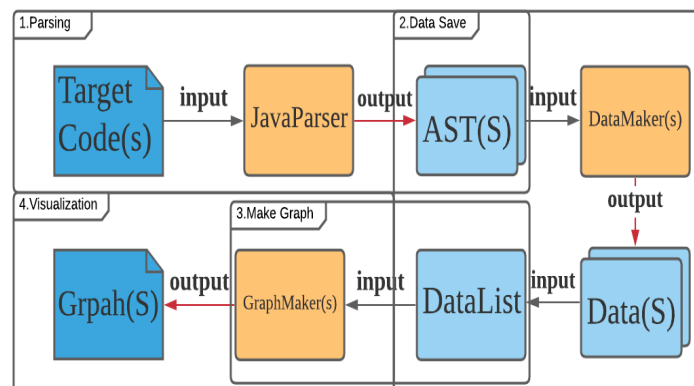 1.Parsing
2.Data Save
Target
Code(s)
input
JavaParser
output
AST(S)
input
DataMaker(s)
output
4.Visualization
3.Make Graph
Grpah(S)
output
GraphMaker(s)
input
DataList
input
Data(S)